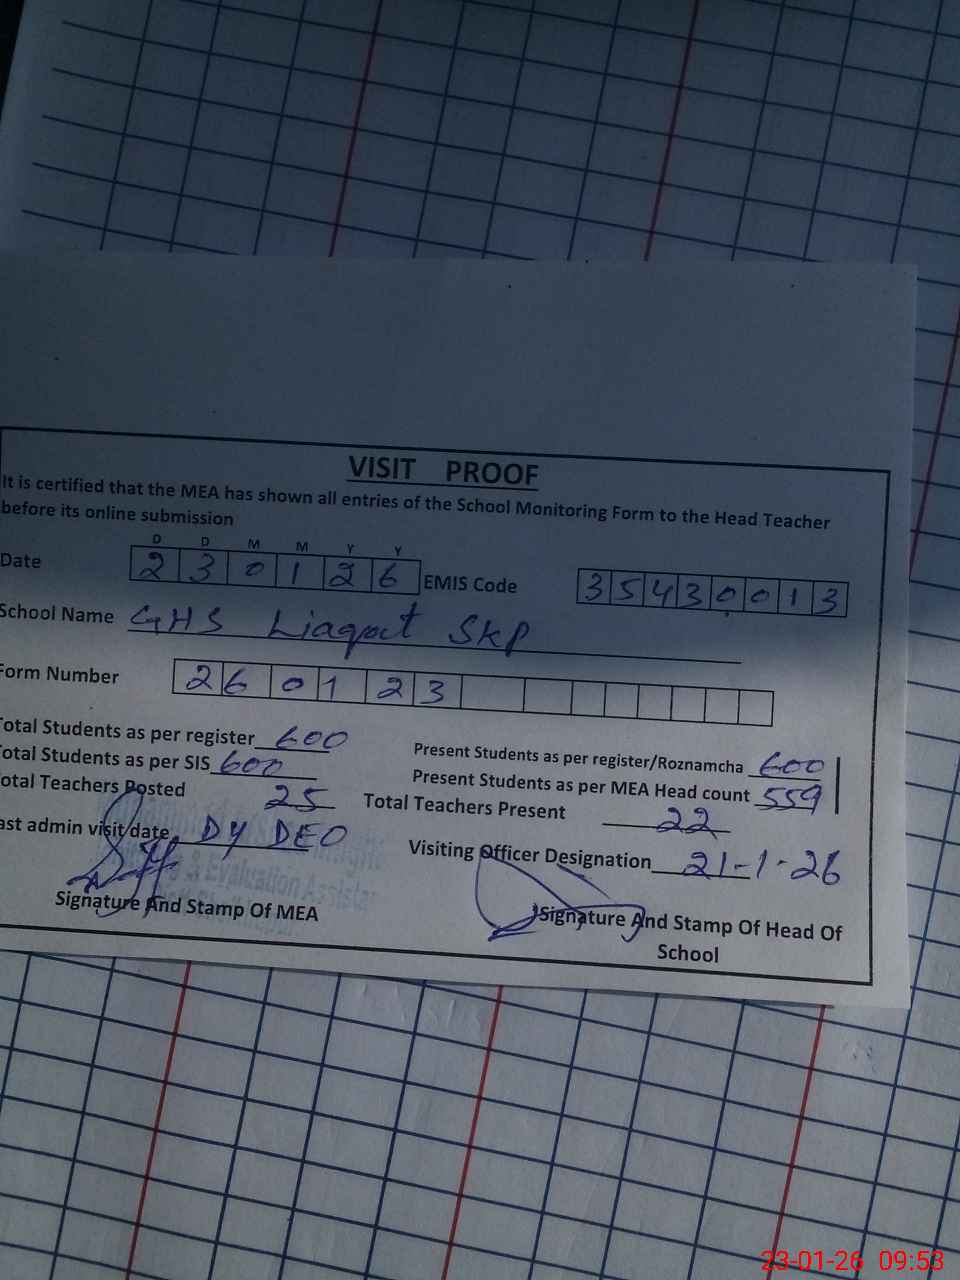 VISIT PROOF
It is certified that the MEA has shown all entries of the School Monitoring Form to the Head Teacher
before its online submission
D D M M Y Y
Date 2 3 0 1 2 6 EMIS Code 3 5 4 3 0 0 1 3
School Name GHS Liaqat SKP
Form Number 2 6 0 1 2 3
Total Students as per register 600 Present Students as per register/Roznamcha 600
Total Students as per SIS 600 Present Students as per MEA Head count 559
Total Teachers Posted 25 Total Teachers Present 22
ast admin visit date DY DEO Visiting Officer Designation 21-1-26
& Evaluation Assistant
Signature And Stamp Of MEA Signature And Stamp Of Head Of
School
23-01-26 09:53